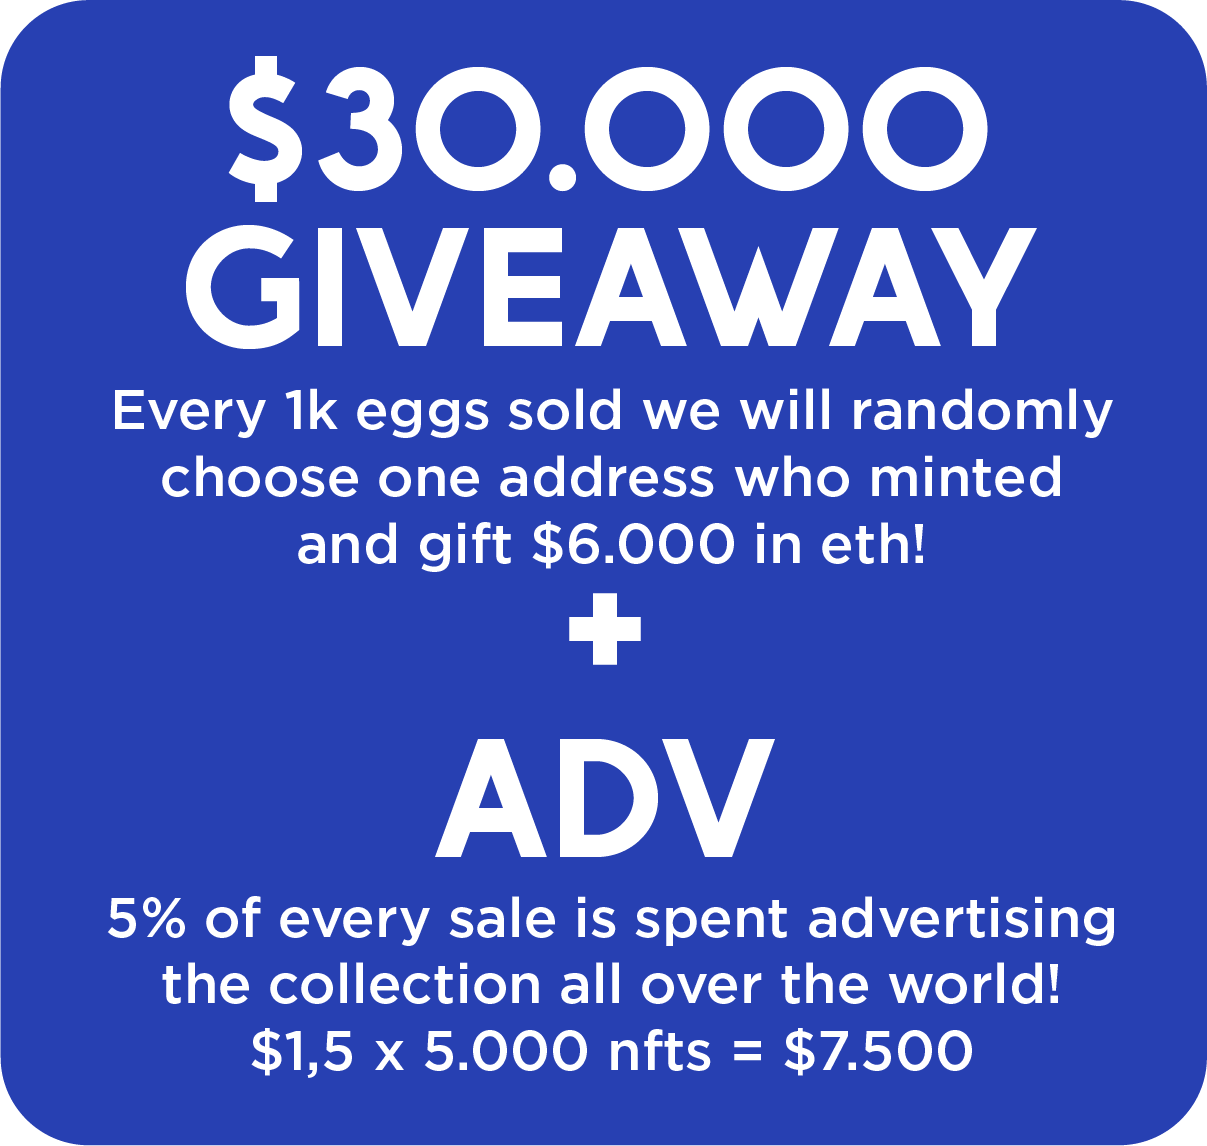 $30.000
GIVEAWAY
Every 1k eggs sold we will randomly
choose one address who minted
and gift $6.000 in eth!
+
ADV
5% of every sale is spent advertising
the collection all over the world!
$1,5 x 5.000 nfts = $7.500